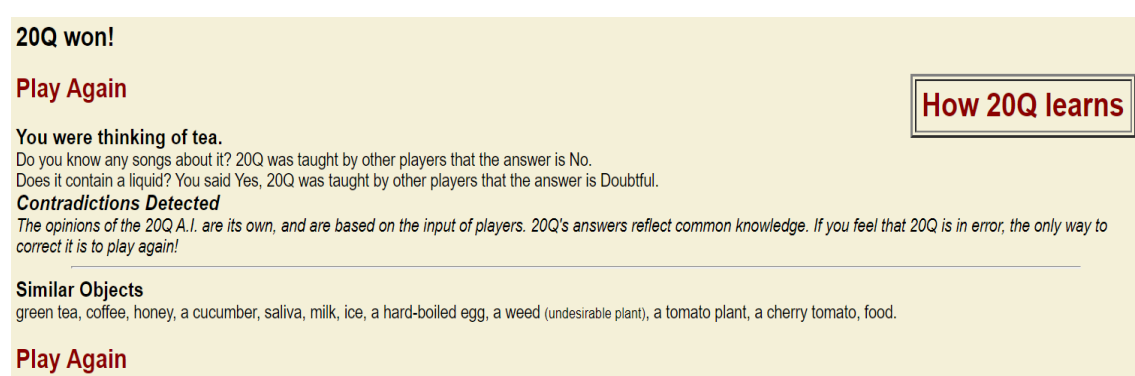 20Q won!
Play Again
How 20Q learns
You were thinking of tea.
Do you know any songs about it? 20Q was taught by other players that the answer is No.
Does it contain a liquid? You said Yes, 20Q was taught by other players that the answer is Doubtful.
Contradictions Detected
The opinions of the 20Q A.I. are its own, and are based on the input of players. 20Q's answers reflect common knowledge. If you feel that 20Q is in error, the only way to
correct it is to play again!
Similar Objects
green tea, coffee, honey, a cucumber, saliva, milk, ice, a hard-boiled egg, a weed (undesirable plant), a tomato plant, a cherry tomato, food.
Play Again